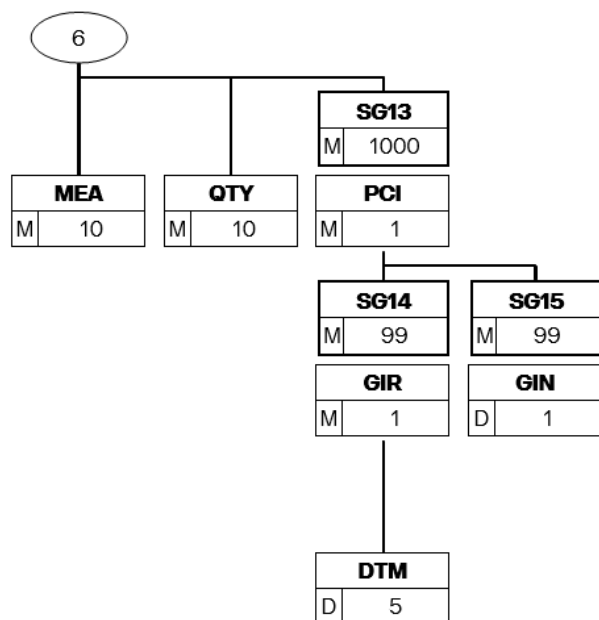 6
SG13
M 1000
MEA
M 10
QTY
M 10
PCI
M 1
SG14
M 99
SG15
M 99
GIR
M 1
GIN
D 1
DTM
D 5